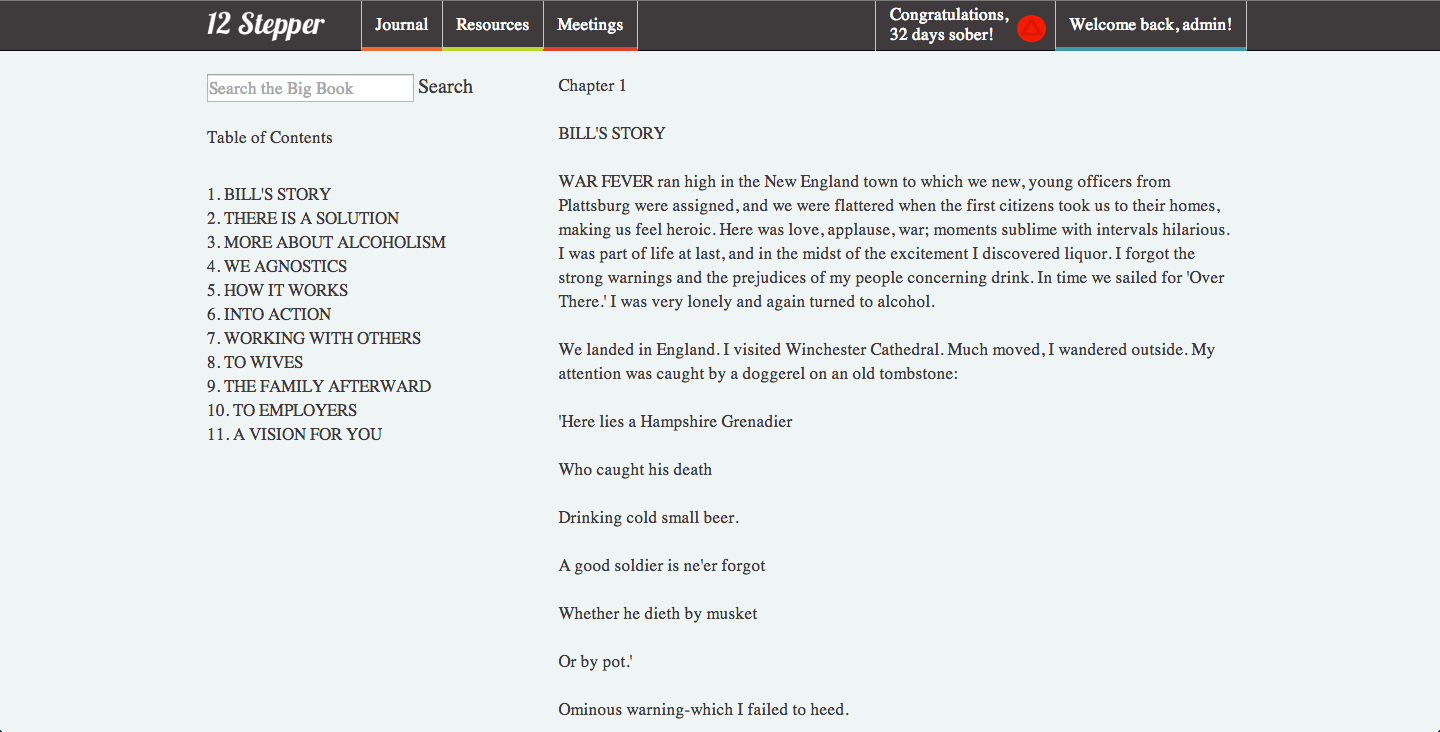 12 Stepper
Journal
Resources
Meetings
Congratulations,
32 days sober!
Welcome back, admin!
Search the Big Book
Search
Table of Contents
1. BILL'S STORY
2. THERE IS A SOLUTION
3. MORE ABOUT ALCOHOLISM
4. WE AGNOSTICS
5. HOW IT WORKS
6. INTO ACTION
7. WORKING WITH OTHERS
8. TO WIVES
9. THE FAMILY AFTERWARD
10. TO EMPLOYERS
11. A VISION FOR YOU
Chapter 1
BILL'S STORY
WAR FEVER ran high in the New England town to which we new, young officers from
Plattsburg were assigned, and we were flattered when the first citizens took us to their homes,
making us feel heroic. Here was love, applause, war; moments sublime with intervals hilarious.
I was part of life at last, and in the midst of the excitement I discovered liquor. I forgot the
strong warnings and the prejudices of my people concerning drink. In time we sailed for 'Over
There.' I was very lonely and again turned to alcohol.
We landed in England. I visited Winchester Cathedral. Much moved, I wandered outside. My
attention was caught by a doggerel on an old tombstone:
'Here lies a Hampshire Grenadier
Who caught his death
Drinking cold small beer.
A good soldier is ne'er forgot
Whether he dieth by musket
Or by pot.'
Ominous warning-which I failed to heed.